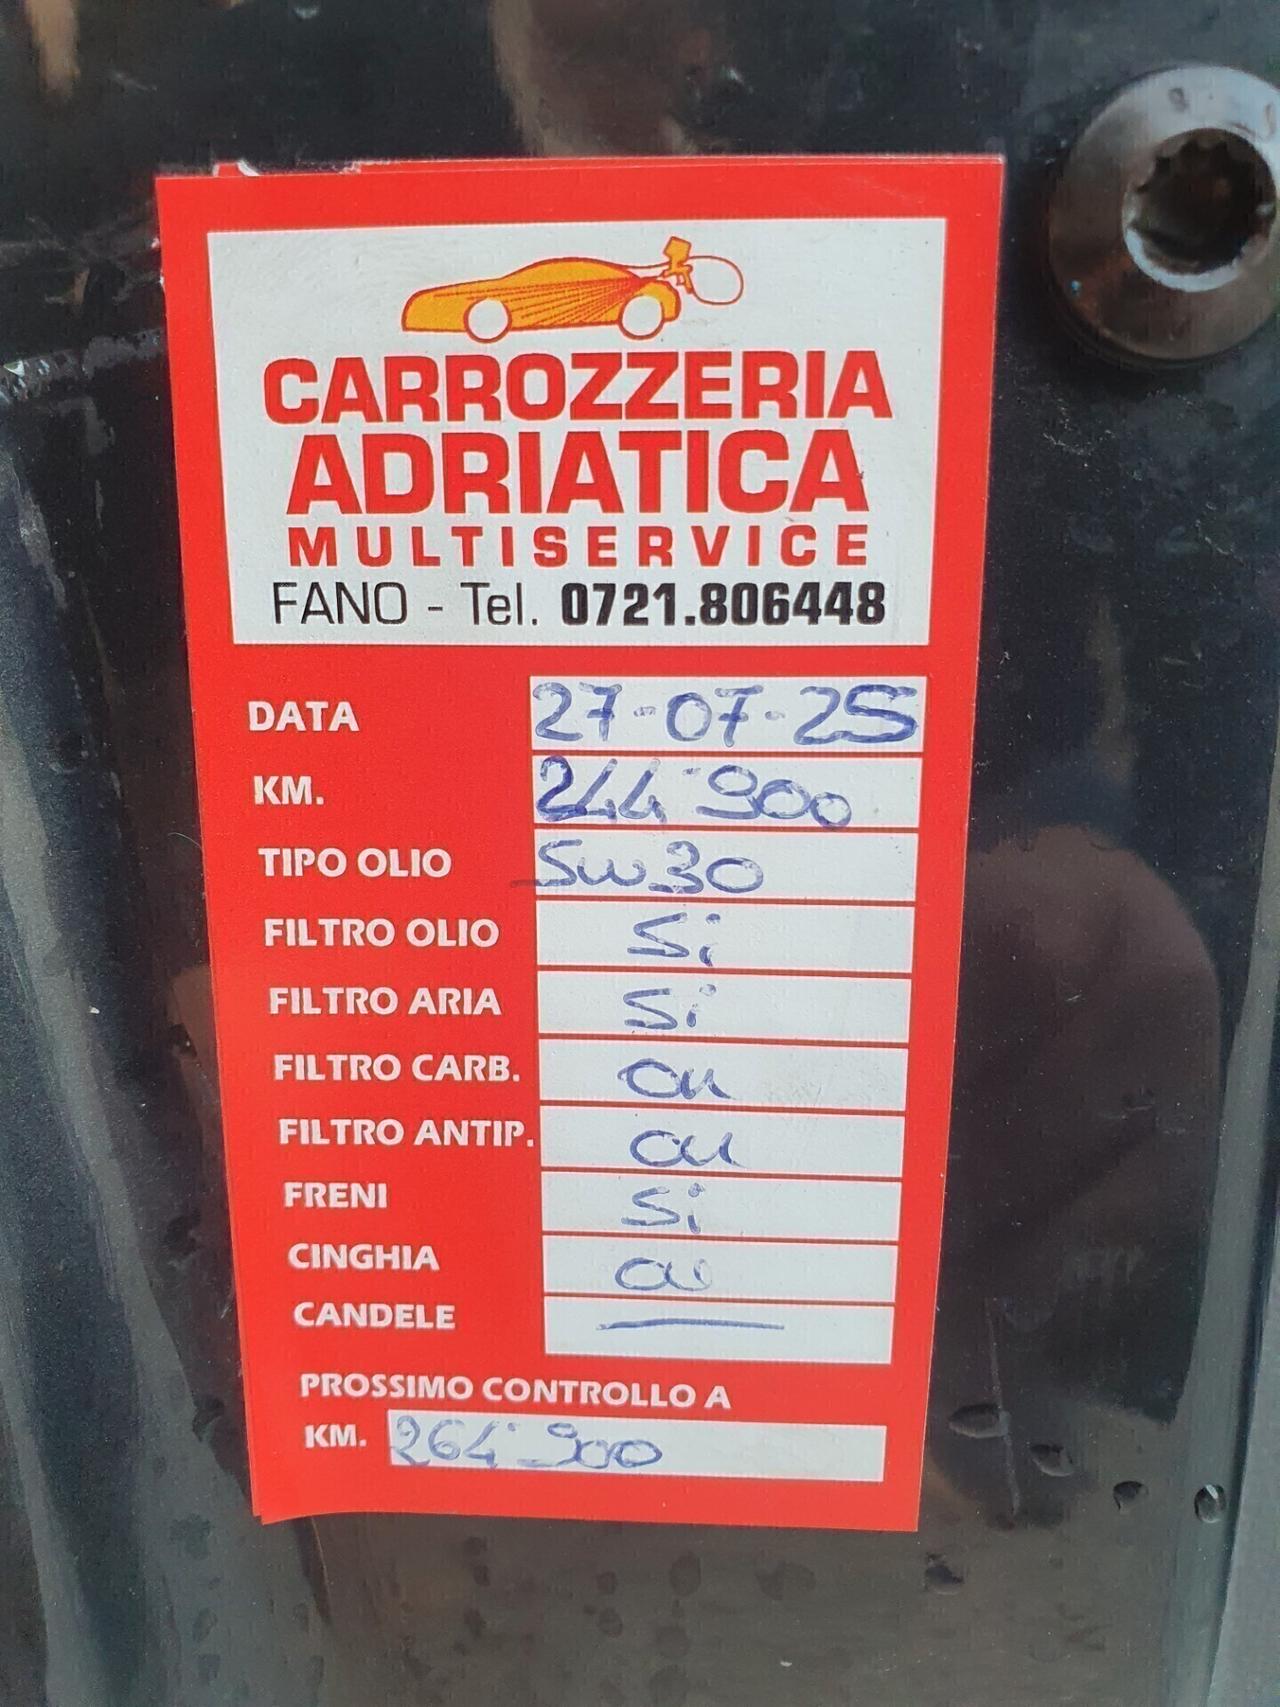 CARROZZERIA
ADRIATICA
MULTISERVICE
FANO - Tel. 0721.806448
DATA 27-07-25
KM. 244.900
TIPO OLIO 5w30
FILTRO OLIO Si
FILTRO ARIA Si
FILTRO CARB. Ok
FILTRO ANTIP. Ok
FRENI Si
CINGHIA Ok
CANDELE
PROSSIMO CONTROLLO A
KM. 264.900